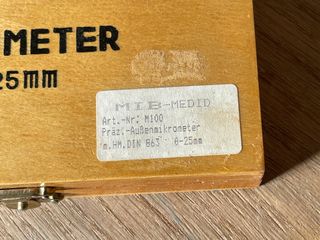 METER
25mm
MIB-MEDID
Art.-Nr: M100
Präz.-Außenmikrometer
m.HM.DIN 863 0-25mm